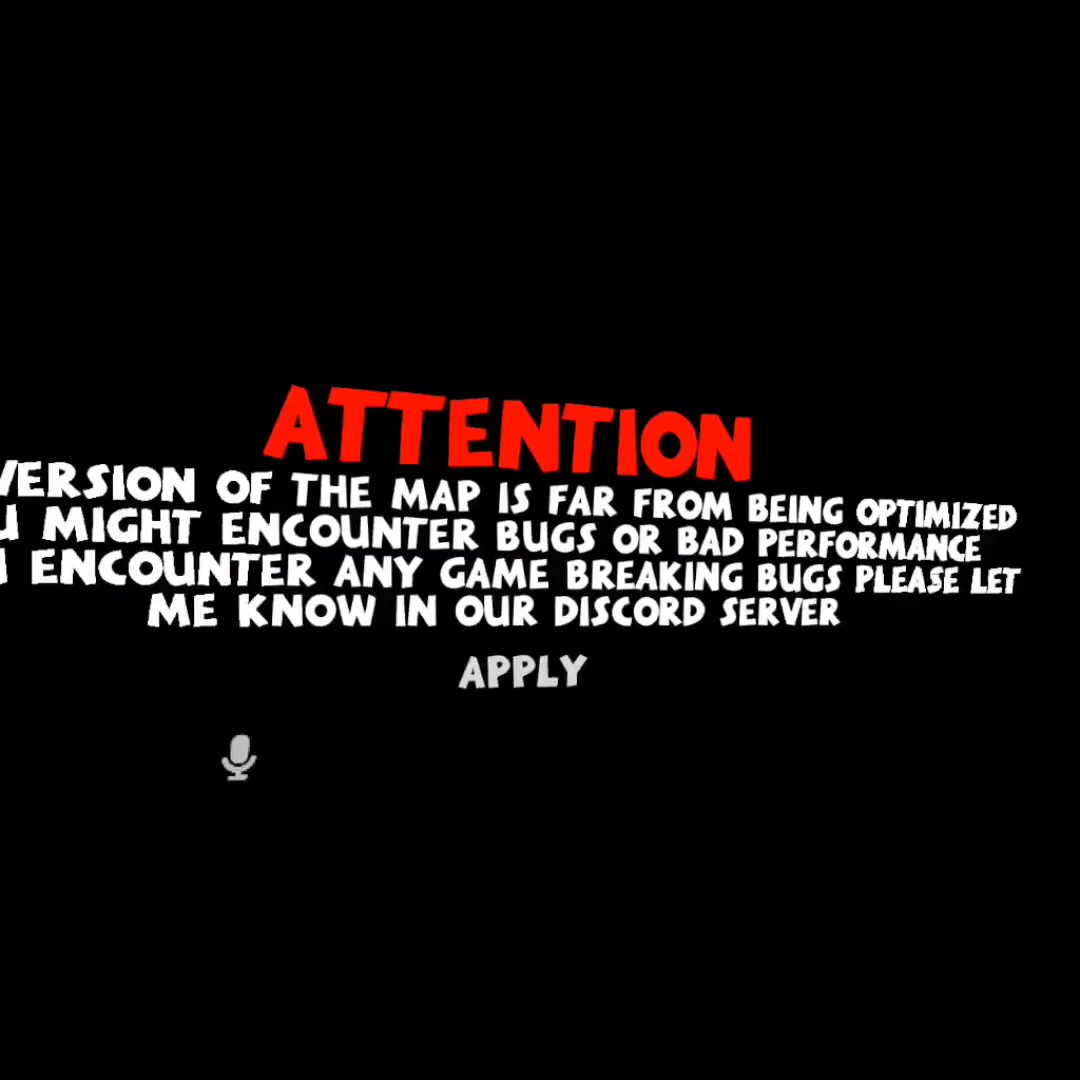 ATTENTION
VERSION OF THE MAP IS FAR FROM BEING OPTIMIZED
MIGHT ENCOUNTER BUGS OR BAD PERFORMANCE
ENCOUNTER ANY GAME BREAKING BUGS PLEASE LET
ME KNOW IN OUR DISCORD SERVER
APPLY